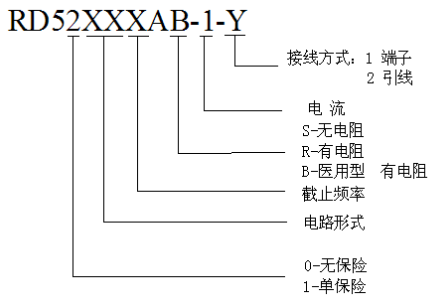 RD52XXXAB-1-Y
接线方式：1 端子
2 引线
电 流
S-无电阻
R-有电阻
B-医用型 有电阻
截止频率
电路形式
0-无保险
1-单保险